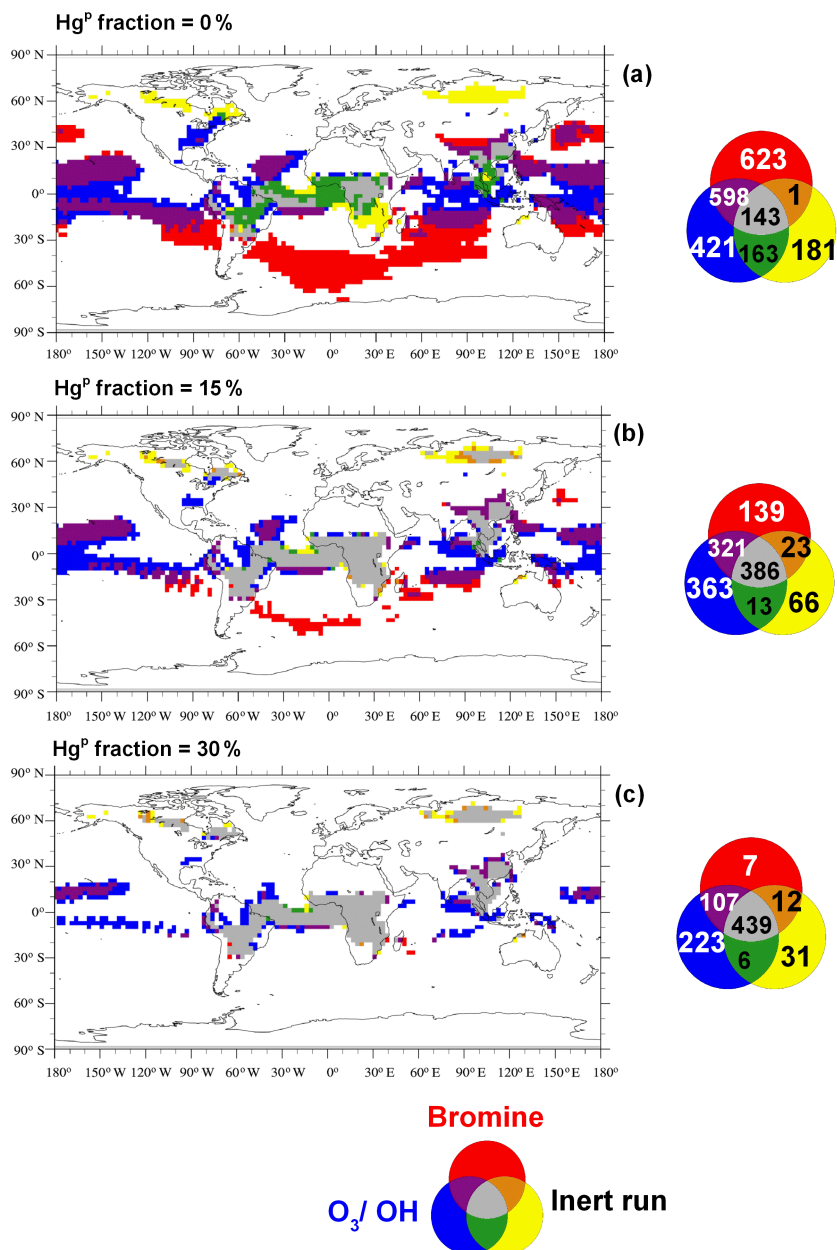 Hgᵖ fraction = 0 %
(a)
90° N
60° N
30° N
0°
30° S
60° S
90° S
180° 150° W 120° W 90° W 60° W 30° W 0° 30° E 60° E 90° E 120° E 150° E 180°
623
598
1
143
421
163
181
Hgᵖ fraction = 15 %
(b)
90° N
60° N
30° N
0°
30° S
60° S
90° S
180° 150° W 120° W 90° W 60° W 30° W 0° 30° E 60° E 90° E 120° E 150° E 180°
139
321
23
386
363
13
66
Hgᵖ fraction = 30 %
(c)
90° N
60° N
30° N
0°
30° S
60° S
90° S
180° 150° W 120° W 90° W 60° W 30° W 0° 30° E 60° E 90° E 120° E 150° E 180°
7
107
12
439
223
6
31
Bromine
O₃/ OH
Inert run